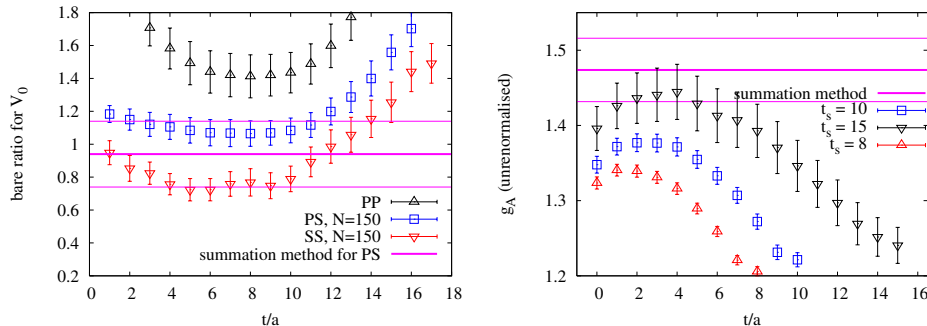 bare ratio for V0
1.8
1.6
1.4
1.2
1
0.8
0.6
0.4
0.2
PP
PS, N=150
SS, N=150
summation method for PS
0 2 4 6 8 10 12 14 16 18
t/a
gA (unrenormalised)
1.5
1.4
1.3
1.2
summation method
ts = 10
ts = 15
ts = 8
0 2 4 6 8 10 12 14 16
t/a